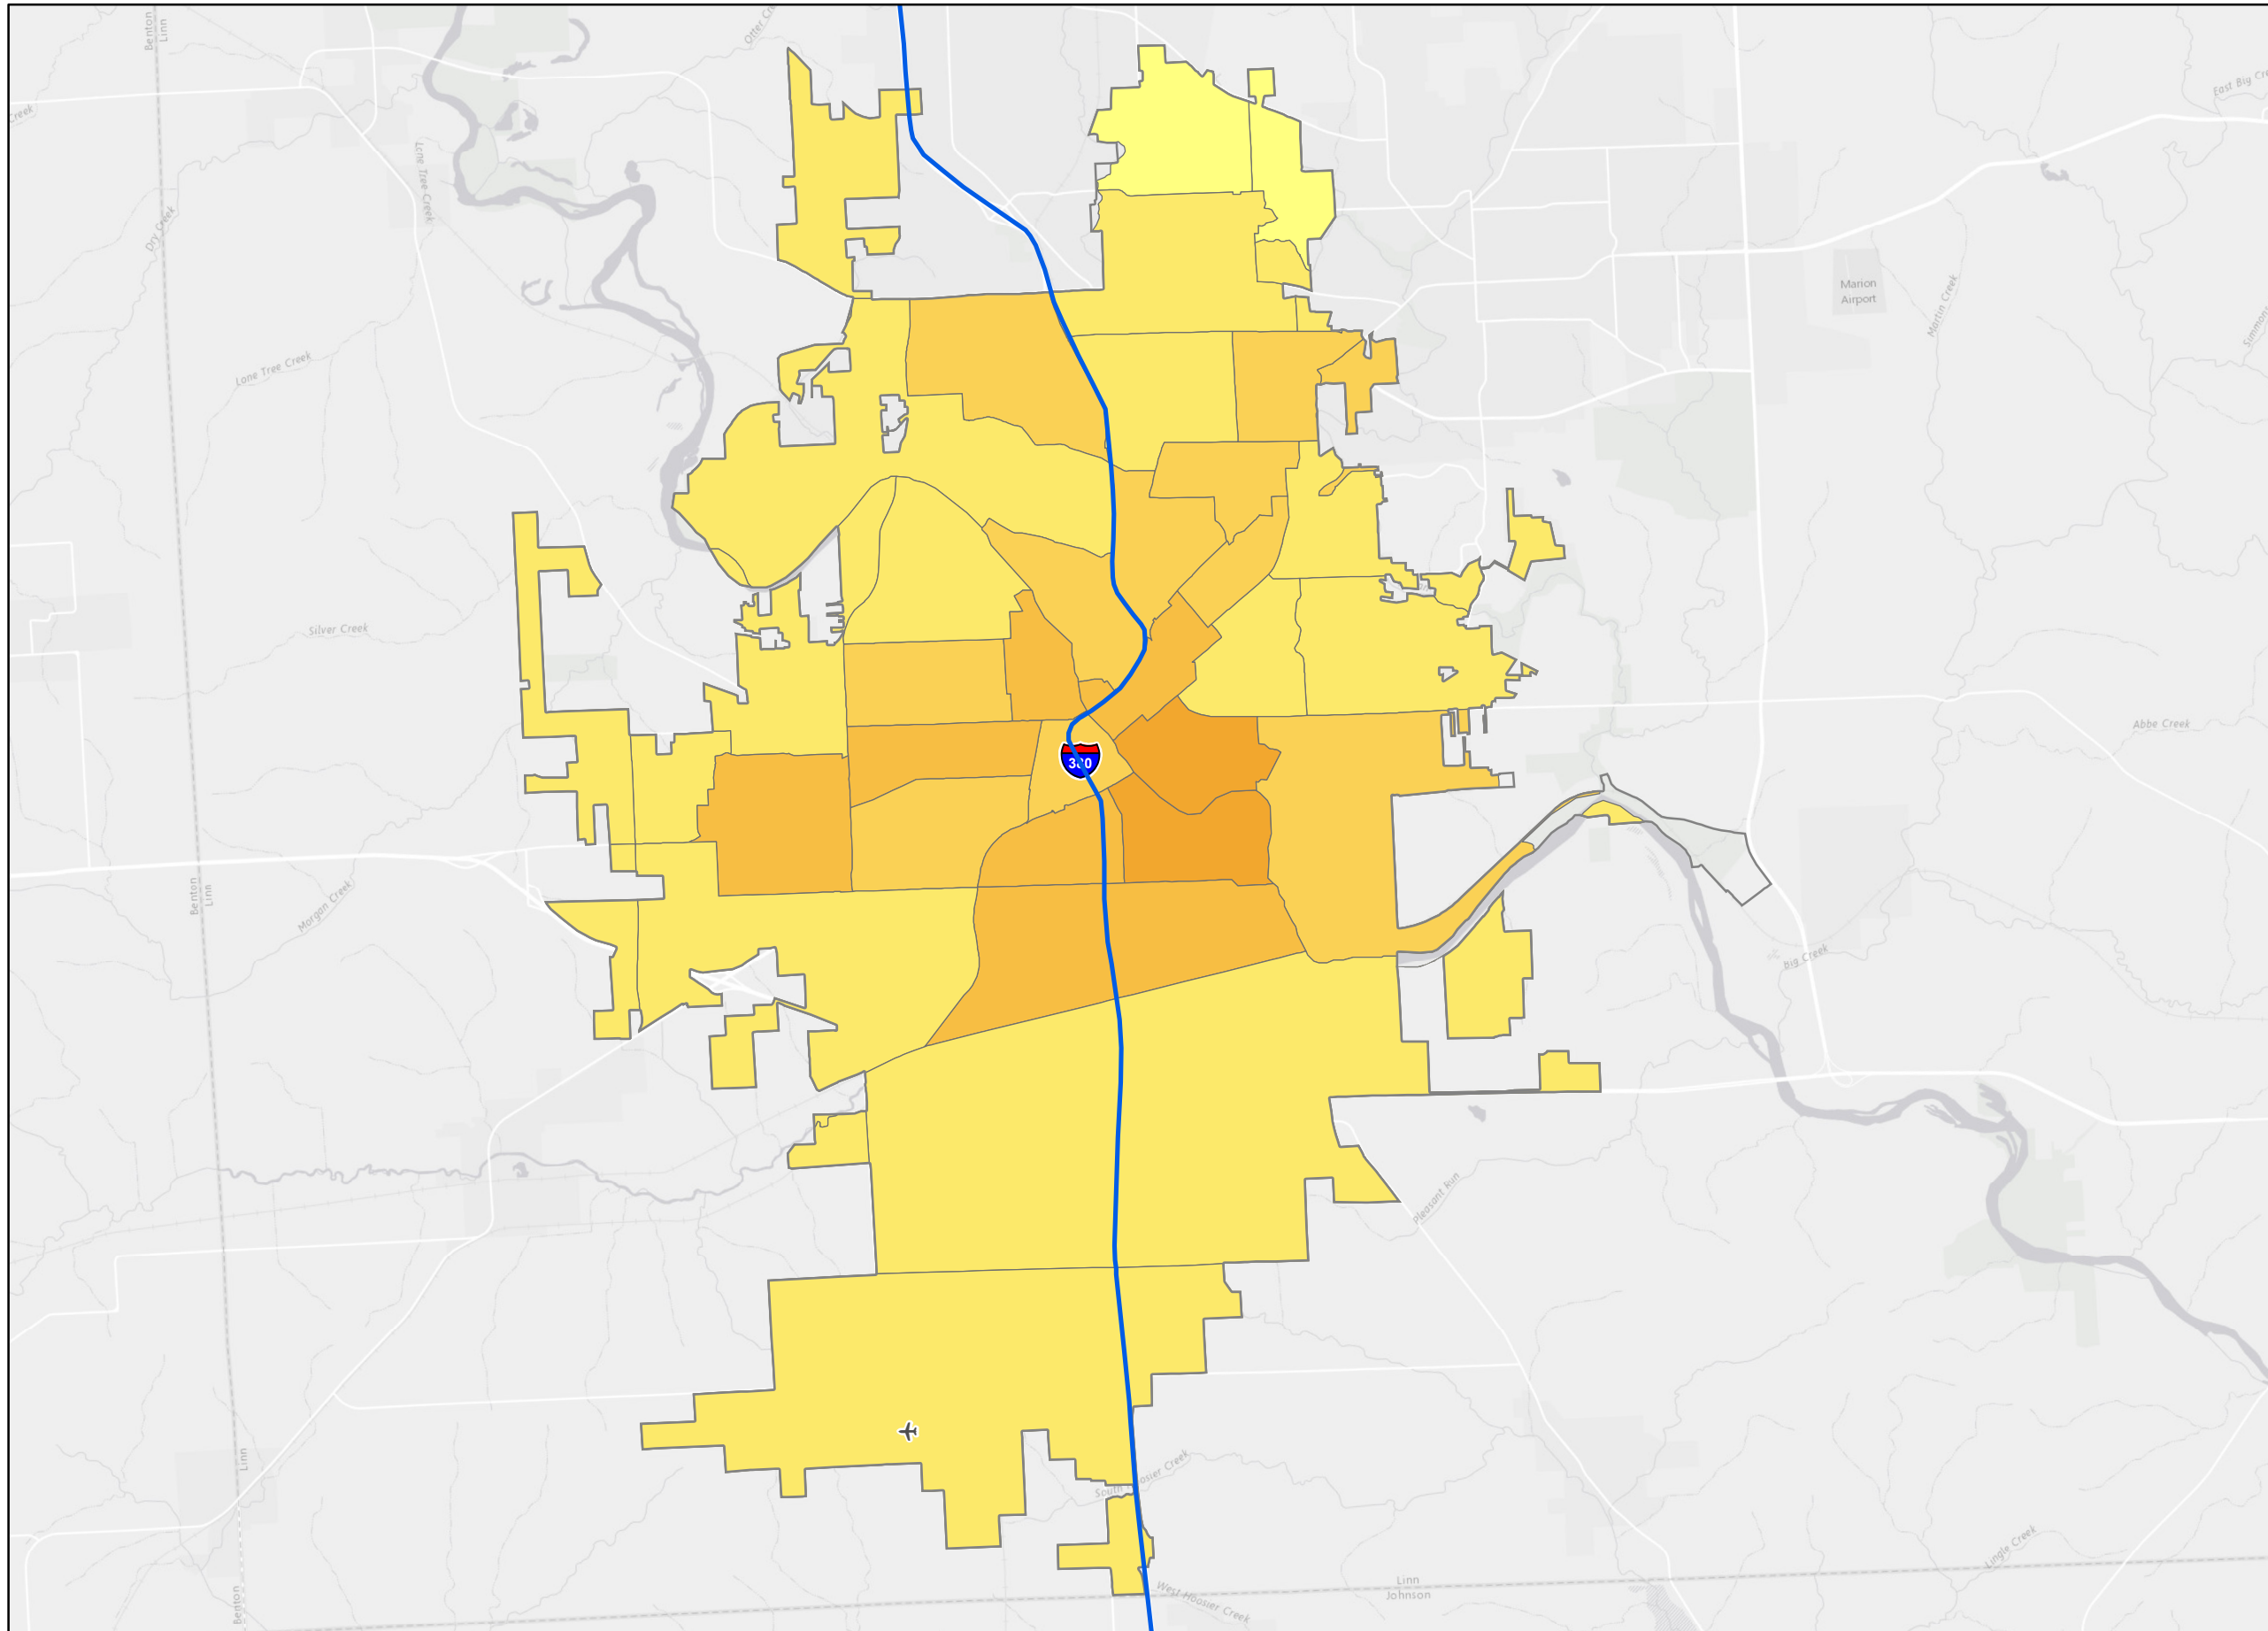 Benton
Linn
Otter Cr
East Big Cre
Creek
Lone Tree Creek
Dry Creek
Marion
Airport
Martin Creek
Simmons
Lone Tree Creek
Silver Creek
Abbe Creek
380
Benton
Linn
Morgan Creek
Big Creek
Pleasant Run
Linn
Benton
South Hoosier Creek
West Hoosier Creek
Linn
Johnson
Lingle Creek